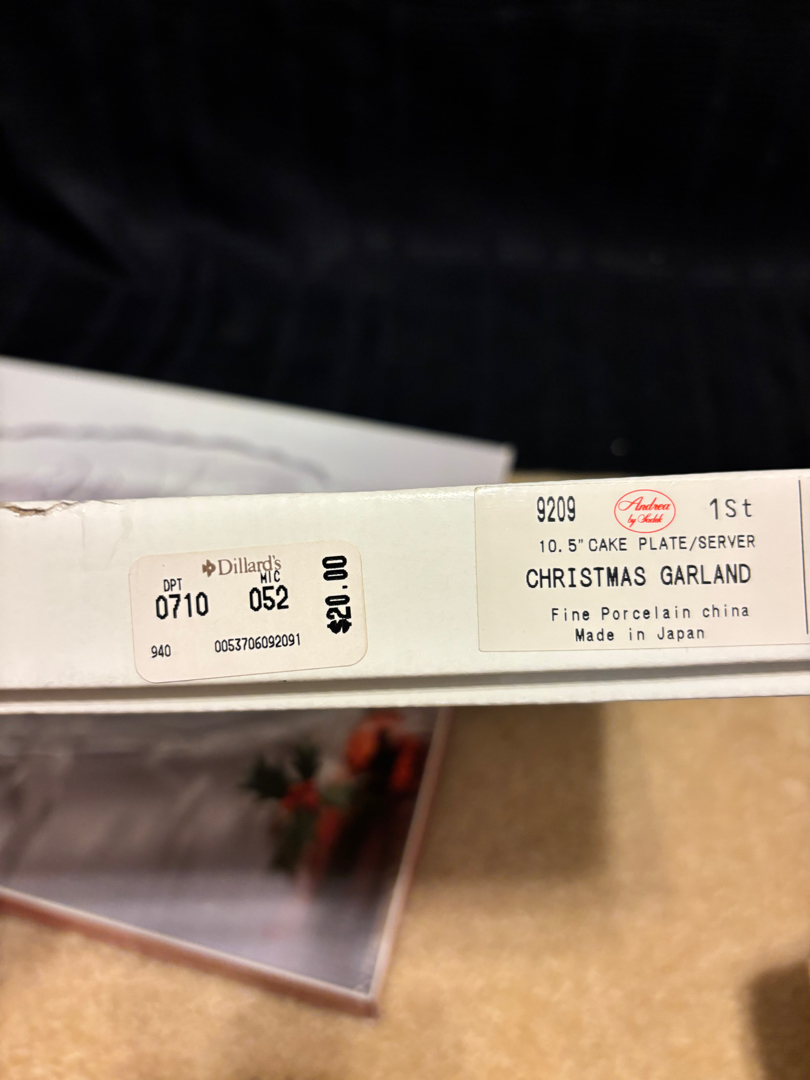 Dillard's
DPT MIC
0710 052
$20.00
940 0053706092091
9209 Andrea by Sadek 1St
10.5" CAKE PLATE/SERVER
CHRISTMAS GARLAND
Fine Porcelain china
Made in Japan